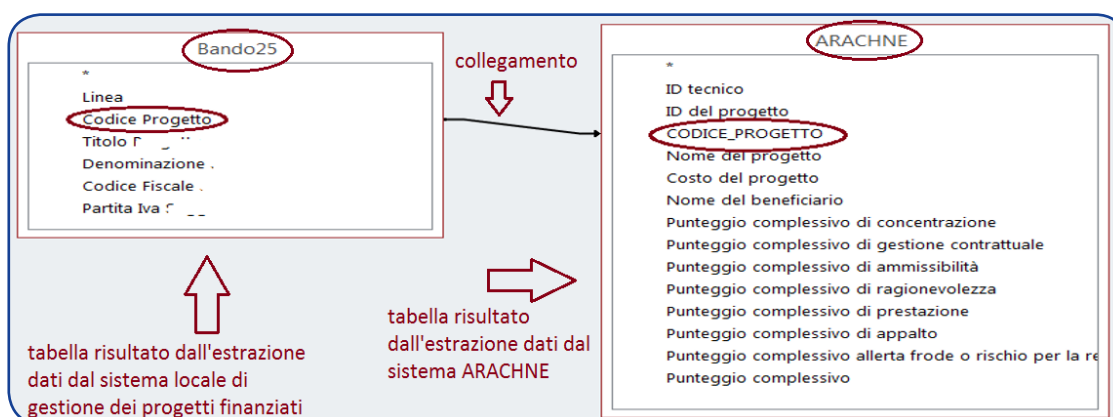 Bando25
*
Linea
Codice Progetto
Titolo
Denominazione
Codice Fiscale
Partita Iva
collegamento
ARACHNE
*
ID tecnico
ID del progetto
CODICE_PROGETTO
Nome del progetto
Costo del progetto
Nome del beneficiario
Punteggio complessivo di concentrazione
Punteggio complessivo di gestione contrattuale
Punteggio complessivo di ammissibilità
Punteggio complessivo di ragionevolezza
Punteggio complessivo di prestazione
Punteggio complessivo di appalto
Punteggio complessivo allerta frode o rischio per la re
Punteggio complessivo
tabella risultato dall'estrazione
dati dal sistema locale di
gestione dei progetti finanziati
tabella risultato
dall'estrazione dati dal
sistema ARACHNE